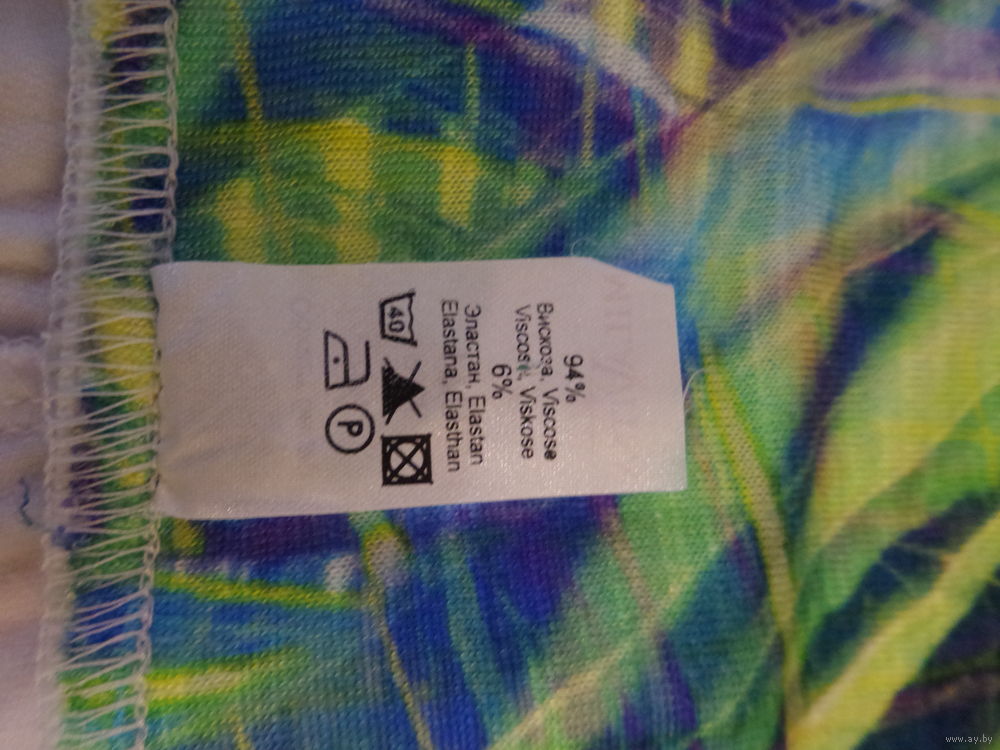 94%
Вискоза, Viscose
Viscose, Viskose
6%
Эластан, Elastan
Elastana, Elasthan
40
P
www.ay.by